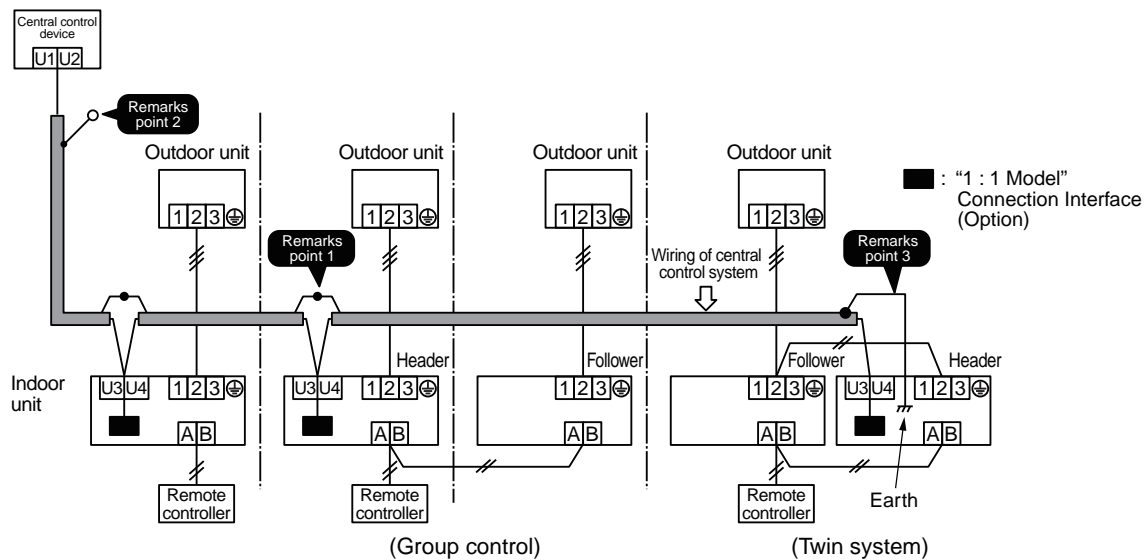 Central control
device
U1 U2
Remarks
point 2
Outdoor unit
Outdoor unit
Outdoor unit
Outdoor unit
1 2 3
1 2 3
1 2 3
1 2 3
: "1 : 1 Model"
Connection Interface
(Option)
Remarks
point 1
Wiring of central
control system
Remarks
point 3
Indoor
unit
U3 U4
1 2 3
A B
Remote
controller
Header
U3 U4
1 2 3
A B
Remote
controller
Follower
1 2 3
A B
Follower
1 2 3
A B
Remote
controller
Header
U3 U4
1 2 3
A B
Earth
(Group control)
(Twin system)